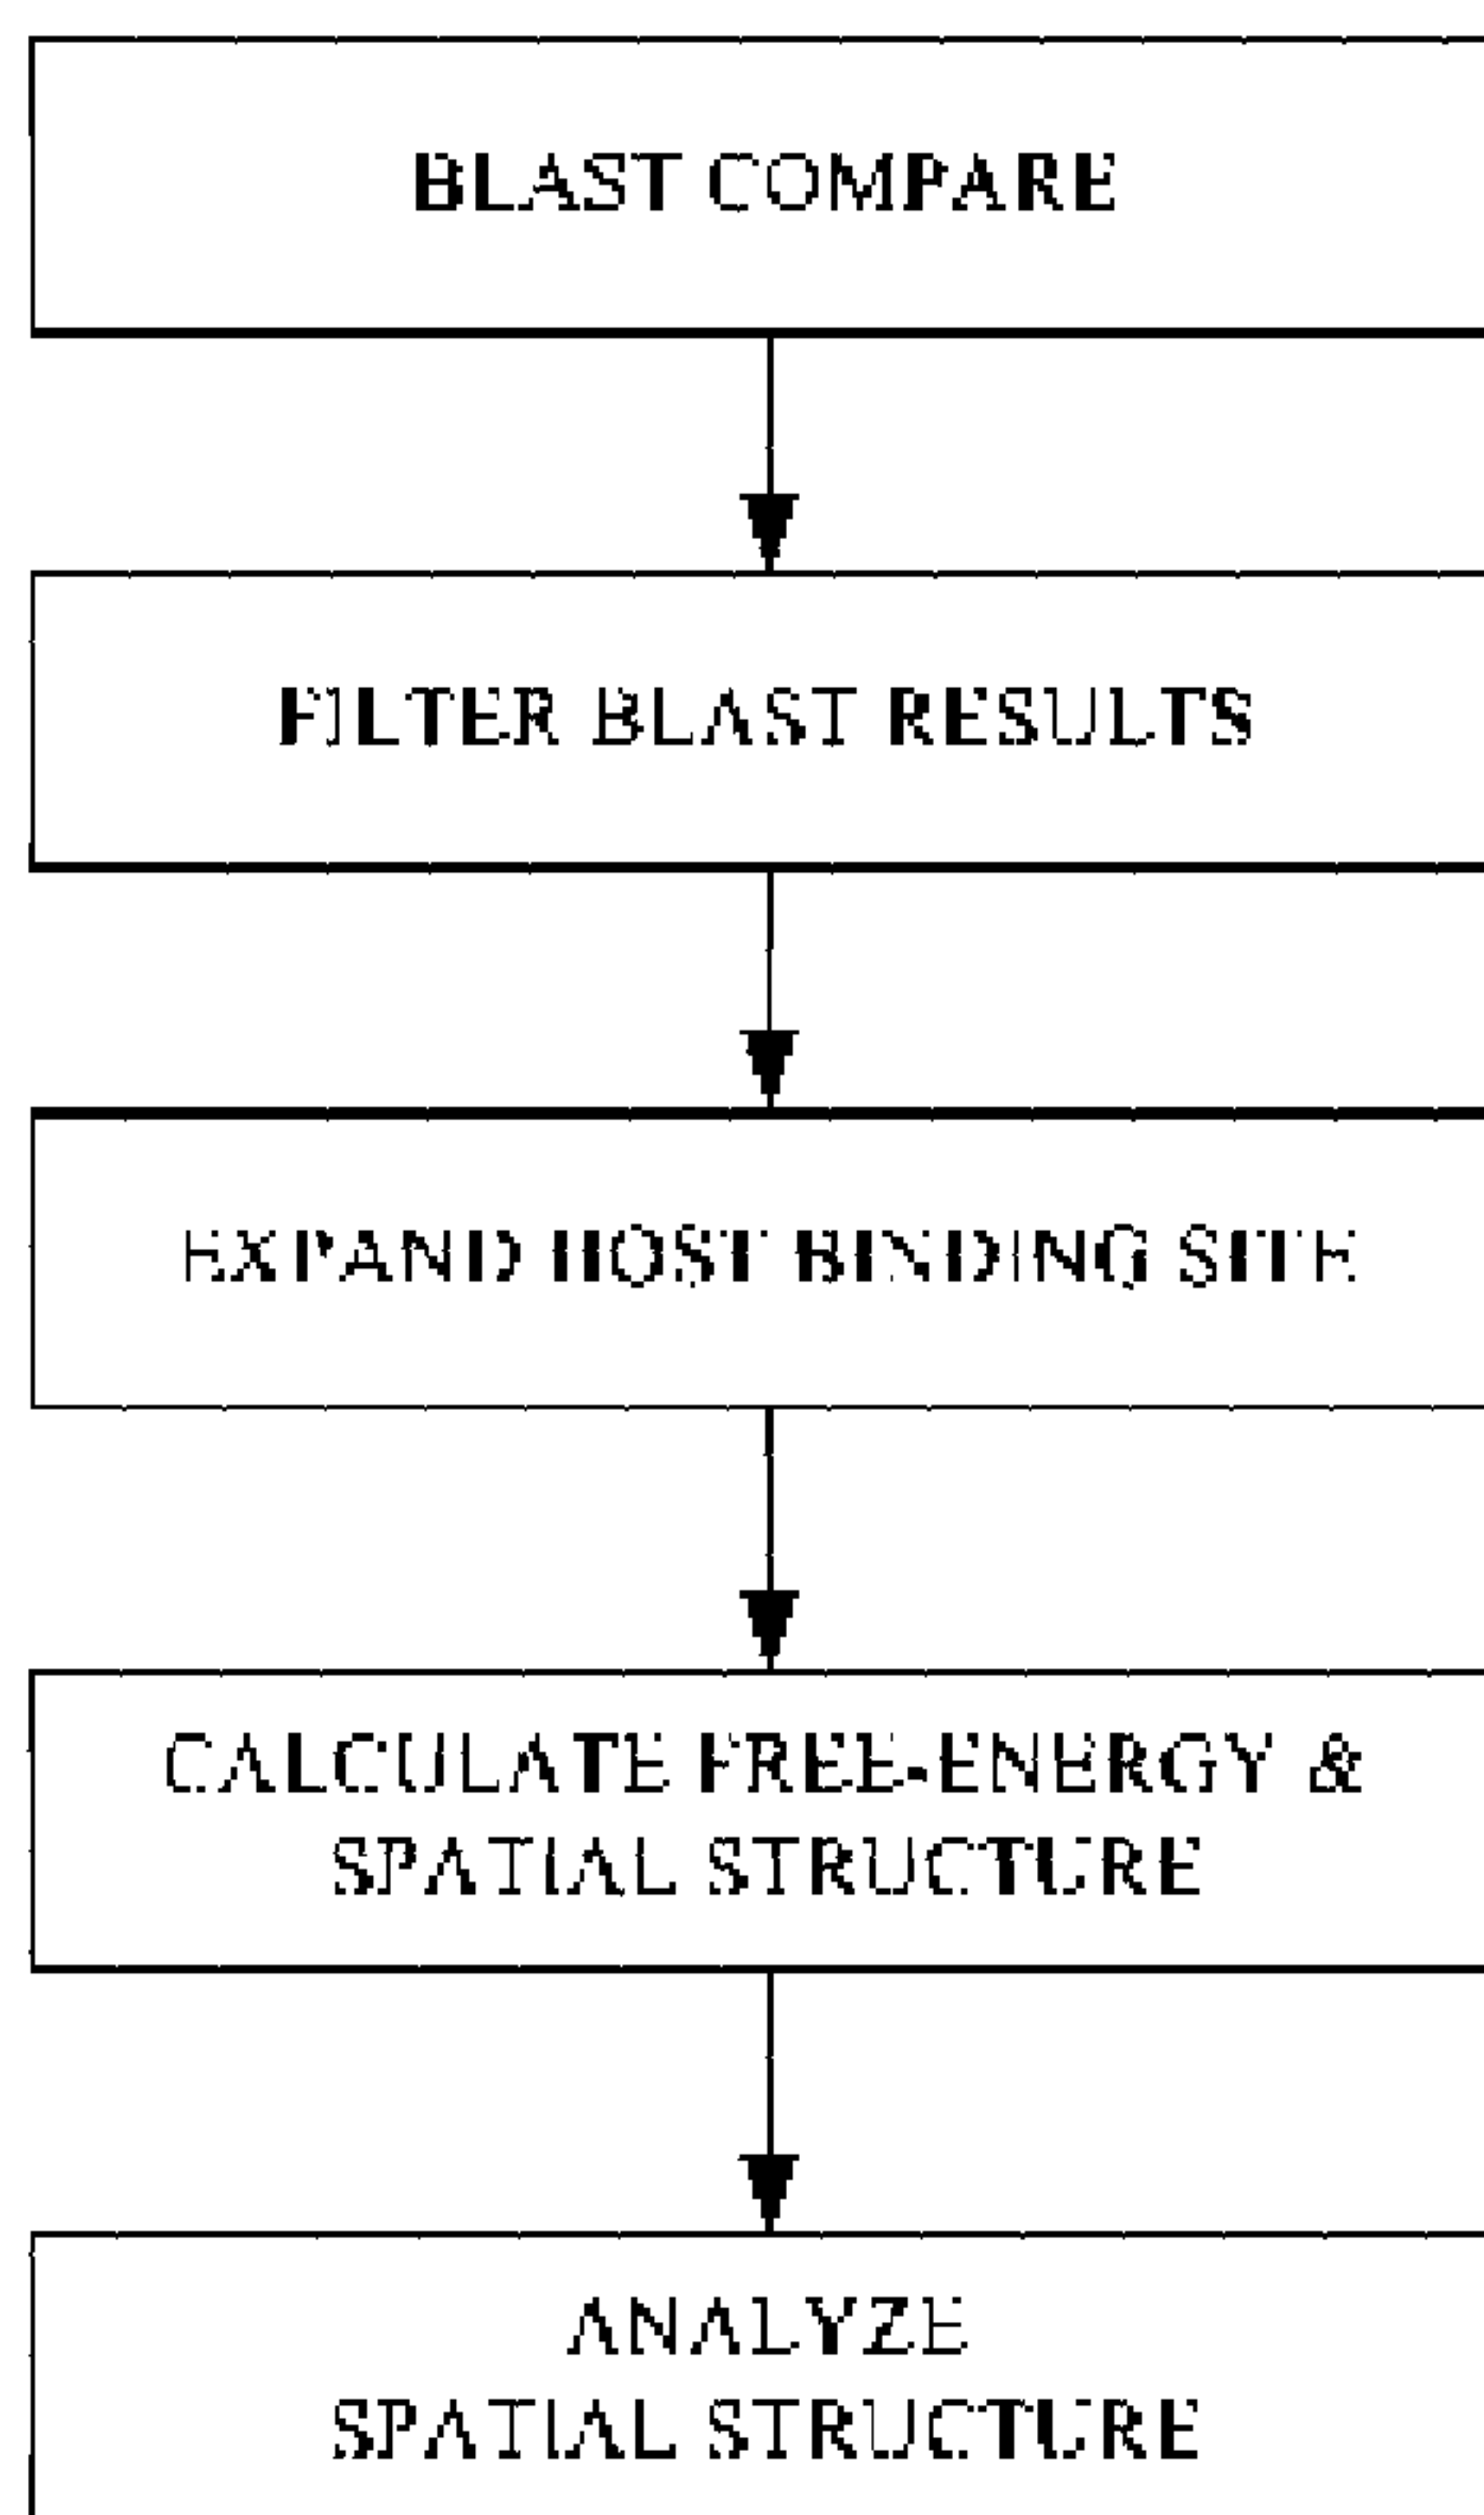 BLAST COMPARE
FILTER BLAST RESULTS
EXPAND HOST BINDING SITE
CALCULATE FREE-ENERGY &
SPATIAL STRUCTURE
ANALYZE
SPATIAL STRUCTURE